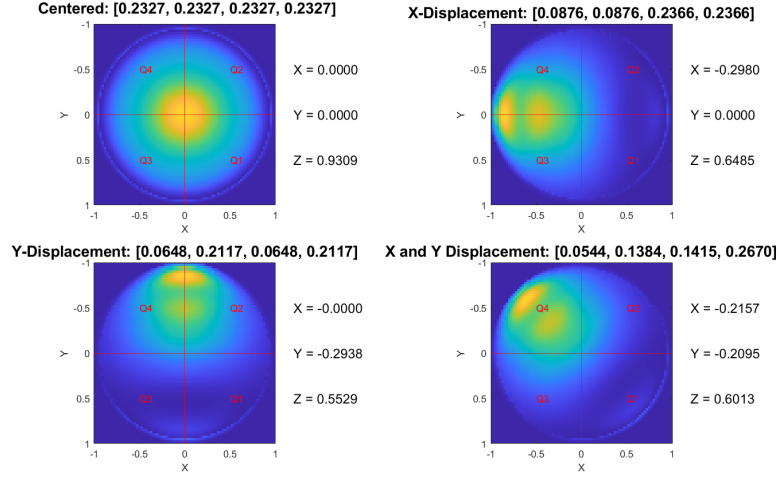 Centered: [0.2327, 0.2327, 0.2327, 0.2327]
-1
-0.5
0
0.5
1
Y
Q4
Q2
Q3
Q1
-1
-0.5
0
0.5
1
X
X = 0.0000
Y = 0.0000
Z = 0.9309
X-Displacement: [0.0876, 0.0876, 0.2366, 0.2366]
-1
-0.5
0
0.5
1
Y
Q4
Q2
Q3
Q1
-1
-0.5
0
0.5
1
X
X = -0.2980
Y = 0.0000
Z = 0.6485
Y-Displacement: [0.0648, 0.2117, 0.0648, 0.2117]
-1
-0.5
0
0.5
1
Y
Q4
Q2
Q3
Q1
-1
-0.5
0
0.5
1
X
X = -0.0000
Y = -0.2938
Z = 0.5529
X and Y Displacement: [0.0544, 0.1384, 0.1415, 0.2670]
-1
-0.5
0
0.5
1
Y
Q4
Q2
Q3
Q1
-1
-0.5
0
0.5
1
X
X = -0.2157
Y = -0.2095
Z = 0.6013